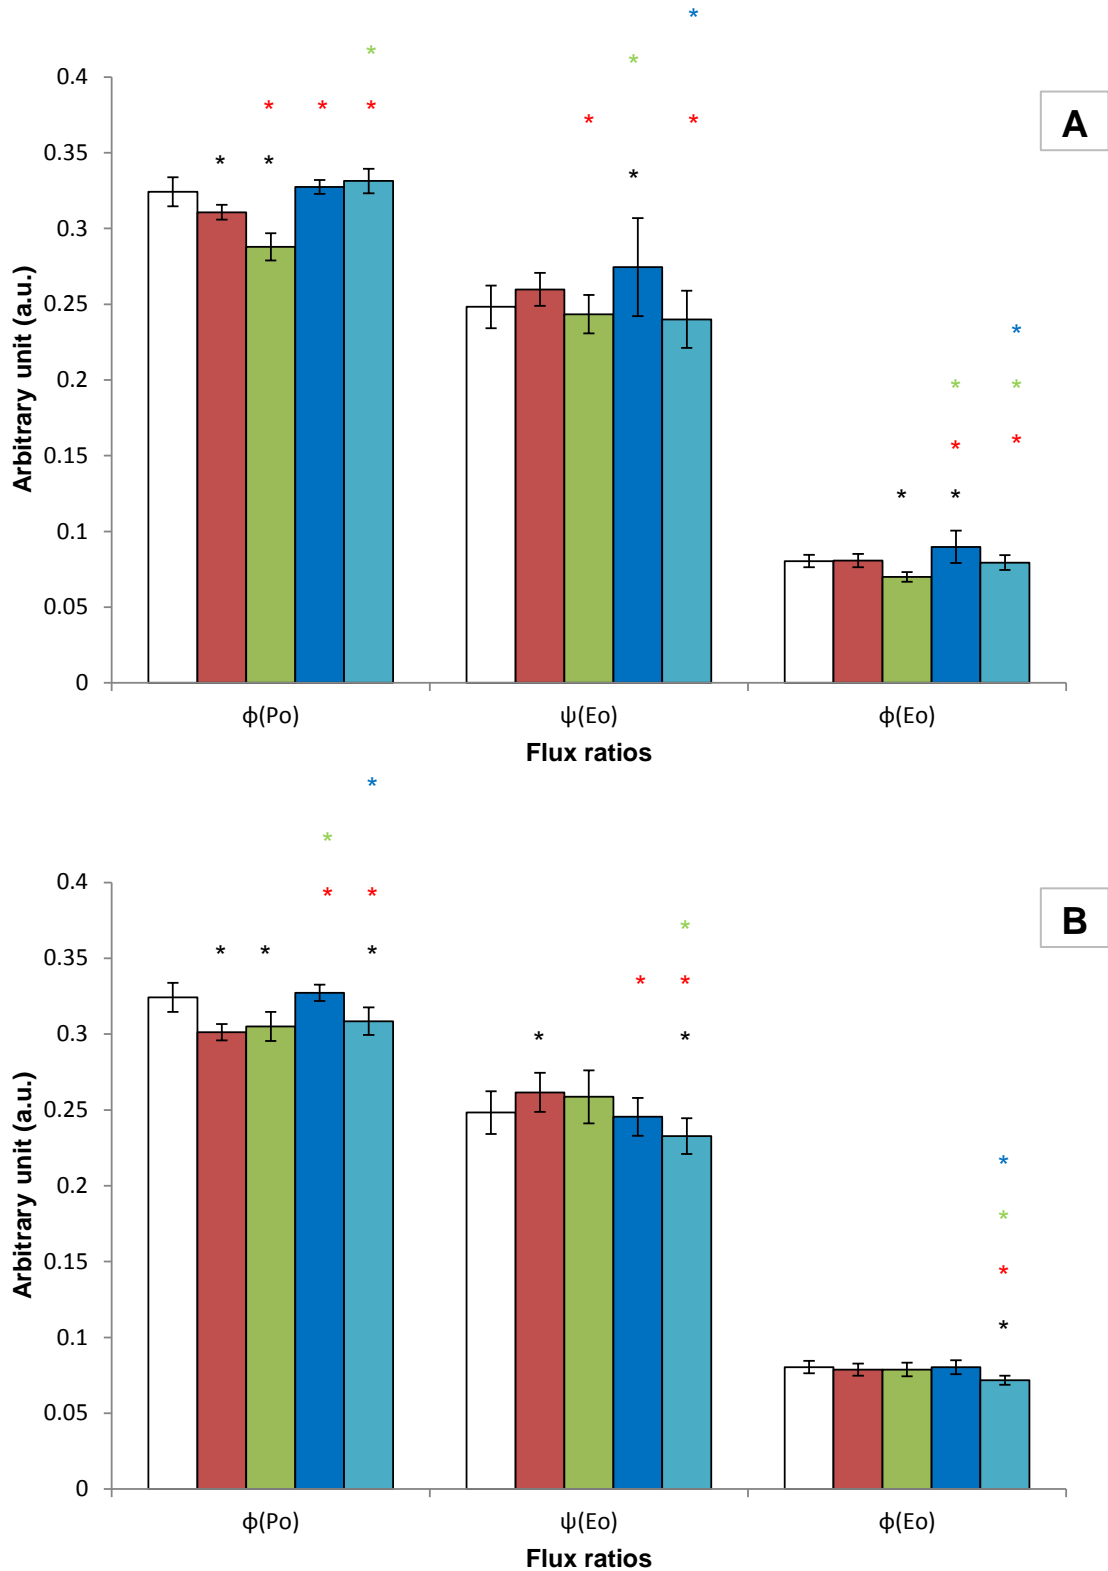 A
0.4
0.35
0.3
0.25
0.2
0.15
0.1
0.05
0
Arbitrary unit (a.u.)
ϕ(Po) ψ(Eo) ϕ(Eo)
Flux ratios
B
0.4
0.35
0.3
0.25
0.2
0.15
0.1
0.05
0
Arbitrary unit (a.u.)
ϕ(Po) ψ(Eo) ϕ(Eo)
Flux ratios